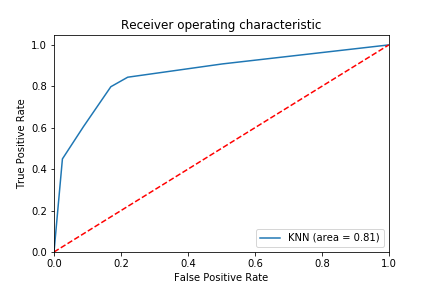 Receiver operating characteristic
1.0
0.8
0.6
0.4
0.2
0.0
True Positive Rate
KNN (area = 0.81)
0.0 0.2 0.4 0.6 0.8 1.0
False Positive Rate